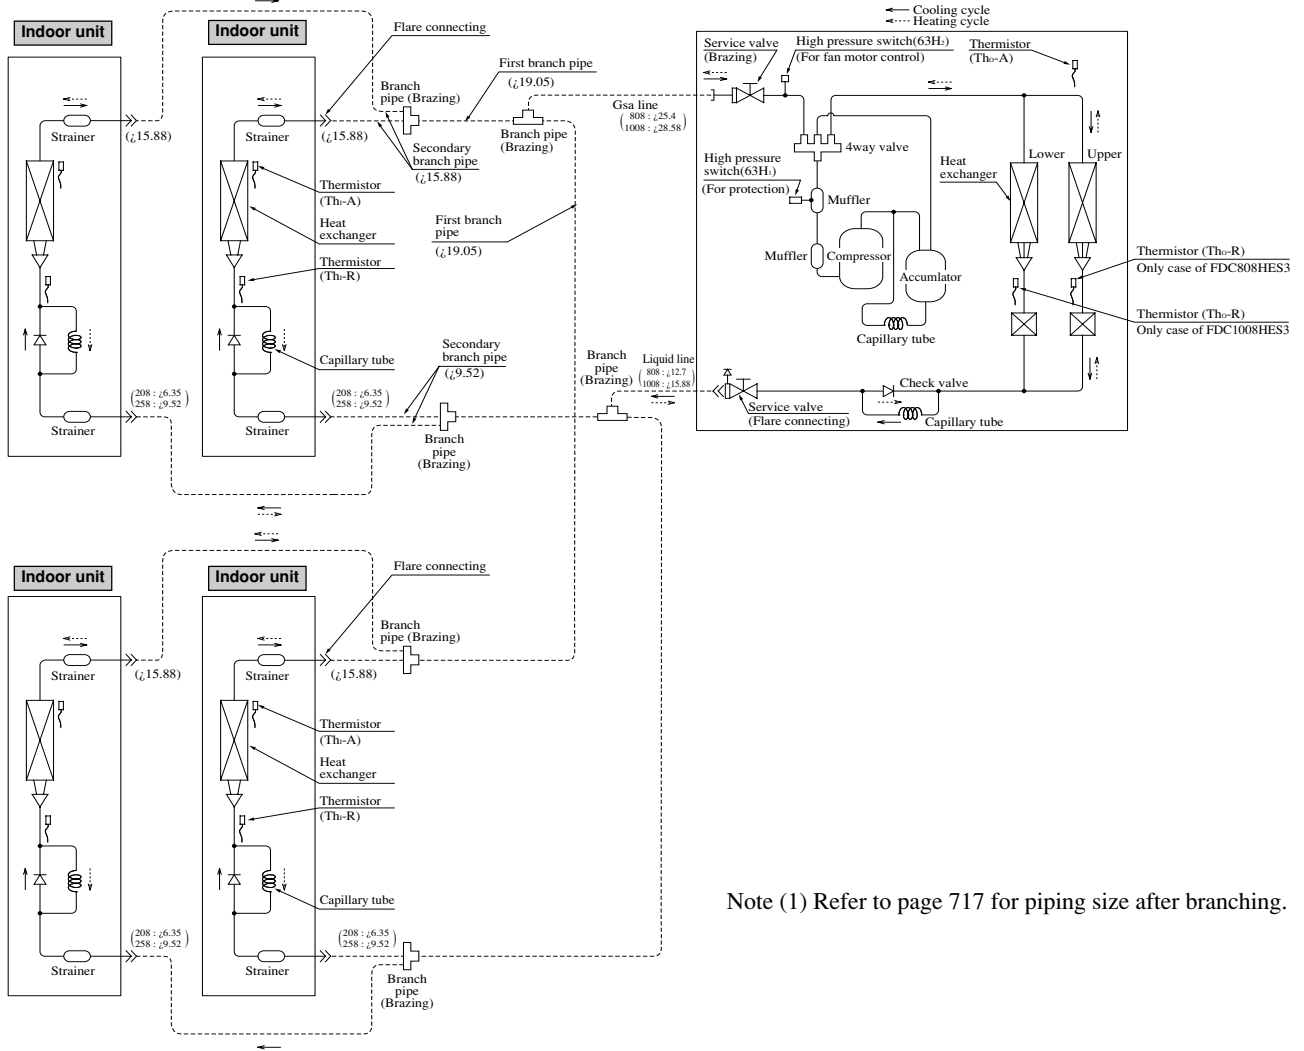 Cooling cycle
Heating cycle
Indoor unit
Indoor unit
Flare connecting
First branch pipe
(¿19.05)
Branch
pipe (Brazing)
Strainer
(¿15.88)
Strainer
(¿15.88)
Secondary
branch pipe
(¿15.88)
Branch pipe
(Brazing)
Gsa line
808 : ¿25.4
1008 : ¿28.58
Thermistor
(ThI-A)
Heat
exchanger
First branch
pipe
(¿19.05)
Thermistor
(ThI-R)
Capillary tube
Secondary
branch pipe
(¿9.52)
(208 : ¿6.35
258 : ¿9.52)
(208 : ¿6.35
258 : ¿9.52)
Strainer
Strainer
Branch
pipe
(Brazing)
Branch
pipe
(Brazing)
Liquid line
808 : ¿12.7
1008 : ¿15.88
Service valve
(Brazing)
High pressure switch(63H2)
(For fan motor control)
Thermistor
(Tho-A)
4way valve
High pressure
switch(63H1)
(For protection)
Muffler
Muffler
Compressor
Accumlator
Capillary tube
Heat
exchanger
Lower
Upper
Thermistor (Tho-R)
Only case of FDC808HES3
Thermistor (Tho-R)
Only case of FDC1008HES3
Check valve
Service valve
(Flare connecting)
Capillary tube
Indoor unit
Indoor unit
Flare connecting
Branch
pipe (Brazing)
Strainer
(¿15.88)
Strainer
(¿15.88)
Thermistor
(ThI-A)
Heat
exchanger
Thermistor
(ThI-R)
Capillary tube
(208 : ¿6.35
258 : ¿9.52)
(208 : ¿6.35
258 : ¿9.52)
Strainer
Strainer
Branch
pipe
(Brazing)
Note (1) Refer to page 717 for piping size after branching.